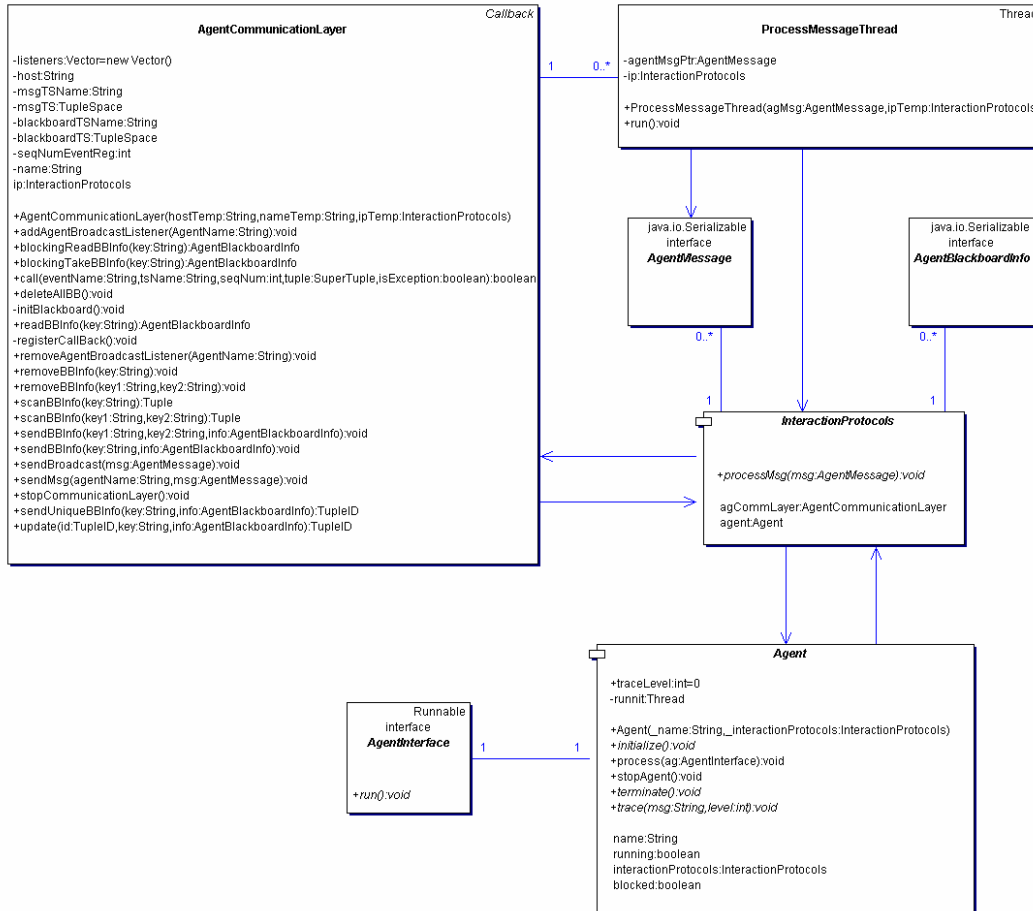 Callback
AgentCommunicationLayer
-listeners:Vector=new Vector()
-host:String
-msgTSName:String
-msgTS:TupleSpace
-blackboardTSName:String
-blackboardTS:TupleSpace
-seqNumEventReg:int
-name:String
ip:InteractionProtocols
+AgentCommunicationLayer(hostTemp:String,nameTemp:String,ipTemp:InteractionProtocols)
+addAgentBroadcastListener(AgentName:String):void
+blockingReadBBInfo(key:String):AgentBlackboardInfo
+blockingTakeBBInfo(key:String):AgentBlackboardInfo
+call(eventName:String,tsName:String,seqNum:int,tuple:SuperTuple,isException:boolean):boolean
+deleteAllBB():void
-initBlackboard():void
+readBBInfo(key:String):AgentBlackboardInfo
-registerCallBack():void
+removeAgentBroadcastListener(AgentName:String):void
+removeBBInfo(key:String):void
+removeBBInfo(key1:String,key2:String):void
+scanBBInfo(key:String):Tuple
+scanBBInfo(key1:String,key2:String):Tuple
+sendBBInfo(key1:String,key2:String,info:AgentBlackboardInfo):void
+sendBBInfo(key:String,info:AgentBlackboardInfo):void
+sendBroadcast(msg:AgentMessage):void
+sendMsg(agentName:String,msg:AgentMessage):void
+stopCommunicationLayer():void
+sendUniqueBBInfo(key:String,info:AgentBlackboardInfo):TupleID
+update(id:TupleID,key:String,info:AgentBlackboardInfo):TupleID
1
0..*
Thread
ProcessMessageThread
-agentMsgPtr:AgentMessage
-ip:InteractionProtocols
+ProcessMessageThread(agMsg:AgentMessage,ipTemp:InteractionProtocols
+run():void
java.io.Serializable
interface
AgentMessage
java.io.Serializable
interface
AgentBlackboardInfo
0..*
0..*
1
1
InteractionProtocols
+processMsg(msg:AgentMessage):void
agCommLayer:AgentCommunicationLayer
agent:Agent
Runnable
interface
AgentInterface
+run():void
1
1
Agent
+traceLevel:int=0
-runnit:Thread
+Agent(_name:String,_interactionProtocols:InteractionProtocols)
+initialize():void
+process(ag:AgentInterface):void
+stopAgent():void
+terminate():void
+trace(msg:String,level:int):void
name:String
running:boolean
interactionProtocols:InteractionProtocols
blocked:boolean